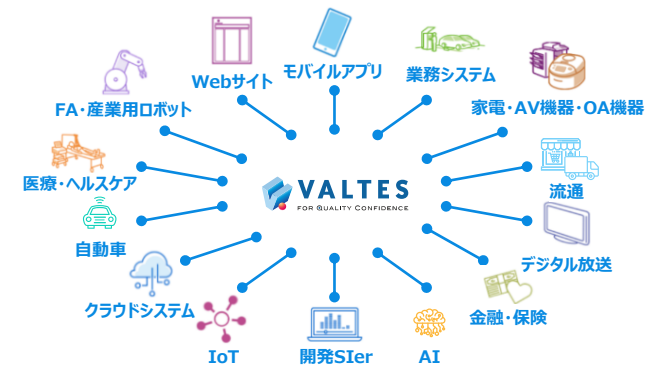 モバイルアプリ
Webサイト
業務システム
FA・産業用ロボット
家電・AV機器・OA機器
医療・ヘルスケア
VALTES
FOR QUALITY CONFIDENCE
流通
自動車
デジタル放送
クラウドシステム
金融・保険
IoT
開発SIer
AI